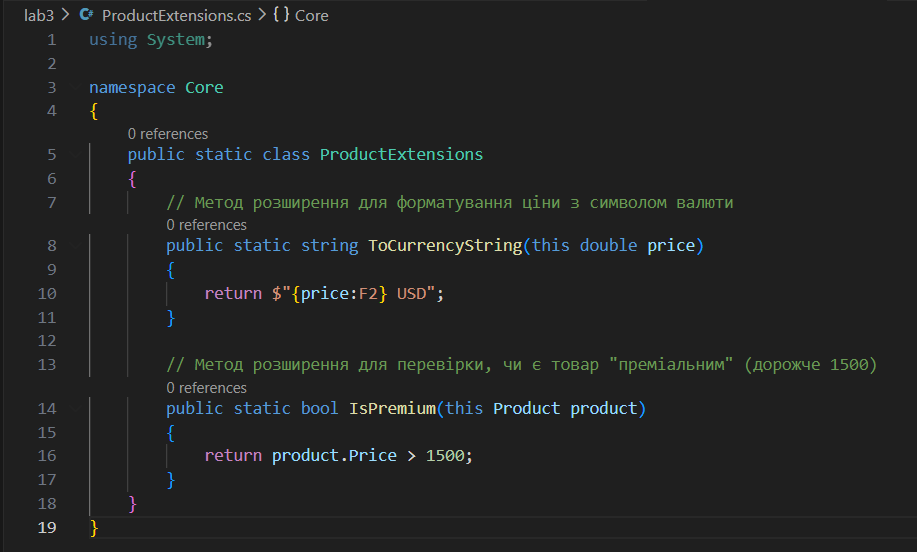 lab3 > C# ProductExtensions.cs > {} Core
1 using System;
2
3 namespace Core
4 {
0 references
5 public static class ProductExtensions
6 {
7 // Метод розширення для форматування ціни з символом валюти
0 references
8 public static string ToCurrencyString(this double price)
9 {
10 return $"{price:F2} USD";
11 }
12
13 // Метод розширення для перевірки, чи є товар "преміальним" (дорожче 1500)
0 references
14 public static bool IsPremium(this Product product)
15 {
16 return product.Price > 1500;
17 }
18 }
19 }